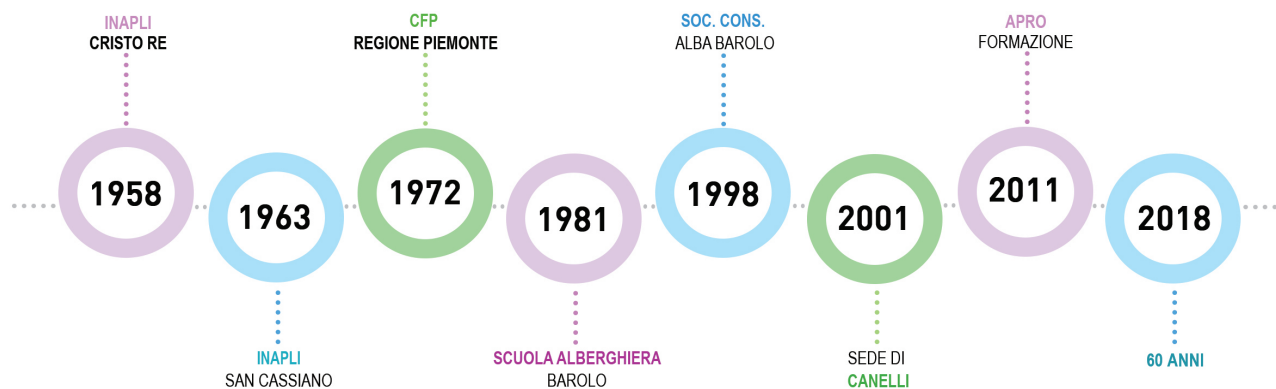 INAPLI
CRISTO RE
CFP
REGIONE PIEMONTE
SOC. CONS.
ALBA BAROLO
APRO
FORMAZIONE
1958
1963
1972
1981
1998
2001
2011
2018
INAPLI
SAN CASSIANO
SCUOLA ALBERGHIERA
BAROLO
SEDE DI
CANELLI
60 ANNI